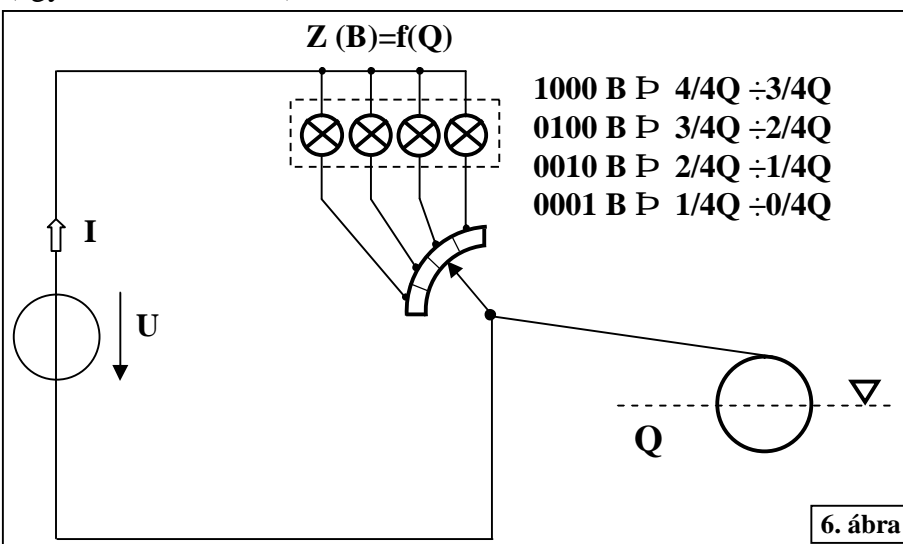 Z (B)=f(Q)
1000 B Þ 4/4Q ÷3/4Q
0100 B Þ 3/4Q ÷2/4Q
0010 B Þ 2/4Q ÷1/4Q
0001 B Þ 1/4Q ÷0/4Q
I
U
Q
6. ábra